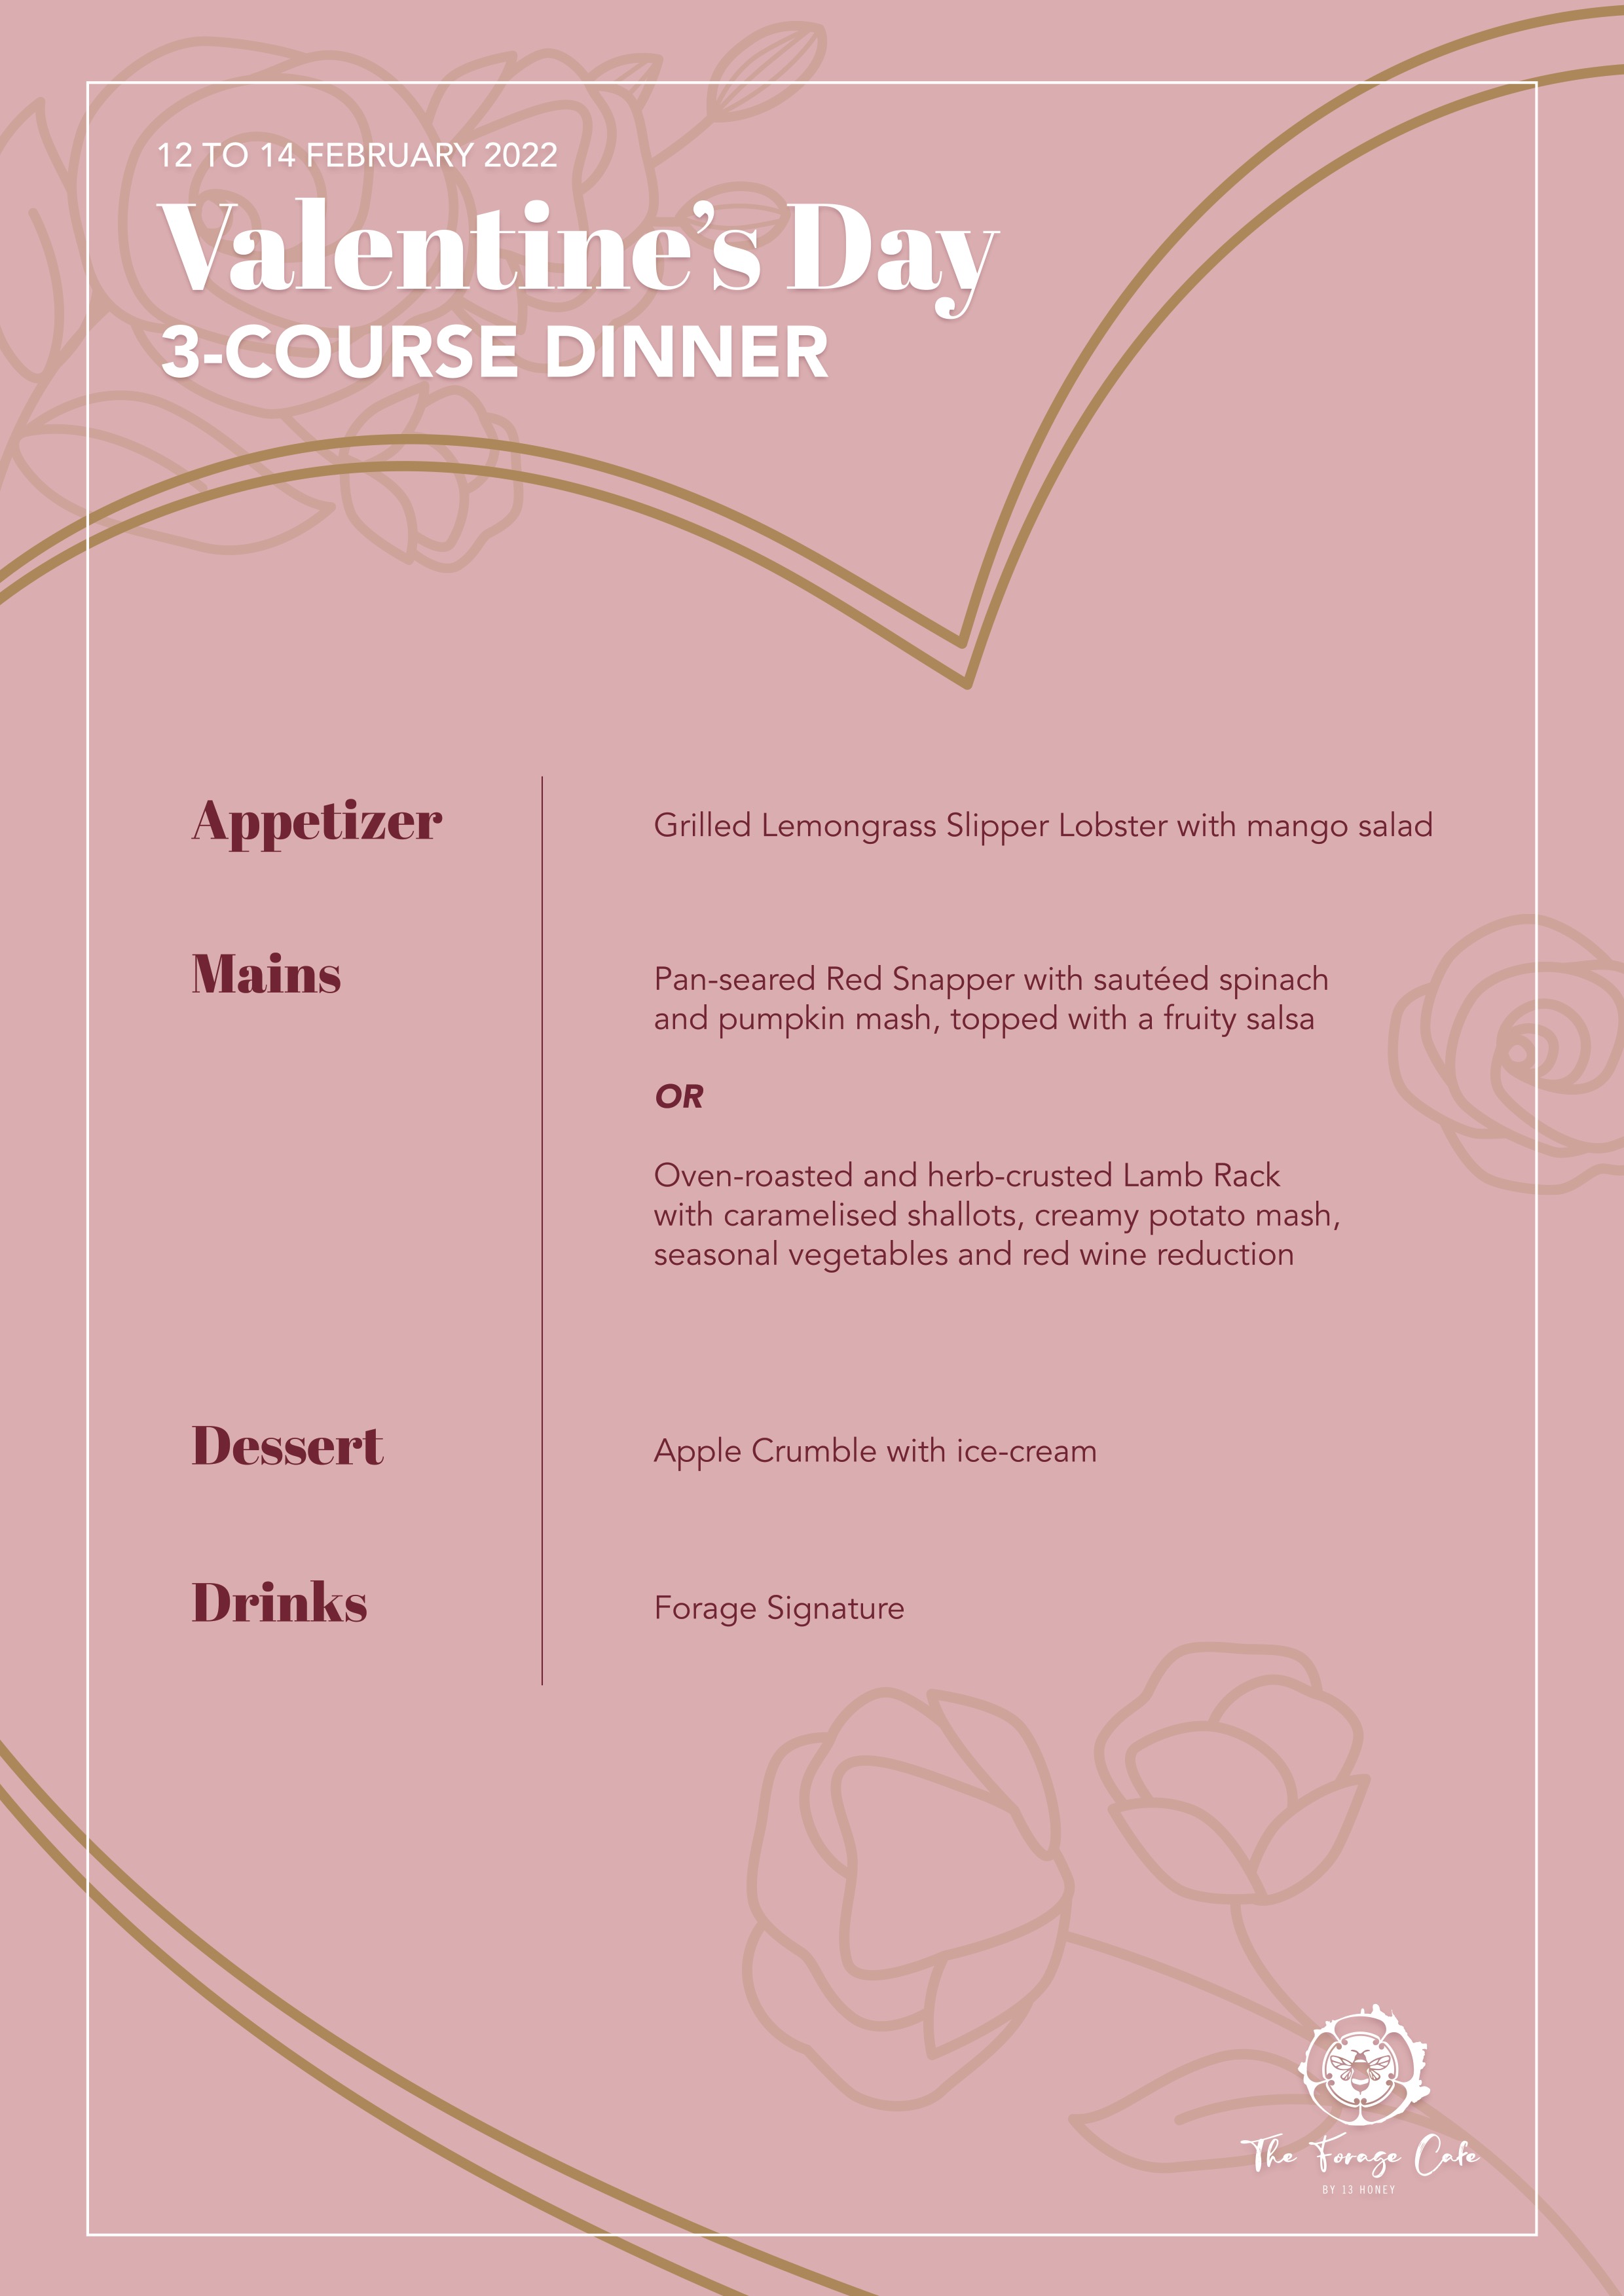 12 TO 14 FEBRUARY 2022
Valentine’s Day
3-COURSE DINNER
Appetizer
Grilled Lemongrass Slipper Lobster with mango salad
Mains
Pan-seared Red Snapper with sautéed spinach
and pumpkin mash, topped with a fruity salsa
OR
Oven-roasted and herb-crusted Lamb Rack
with caramelised shallots, creamy potato mash,
seasonal vegetables and red wine reduction
Dessert
Apple Crumble with ice-cream
Drinks
Forage Signature
The Forage Cafe
BY 13 HONEY